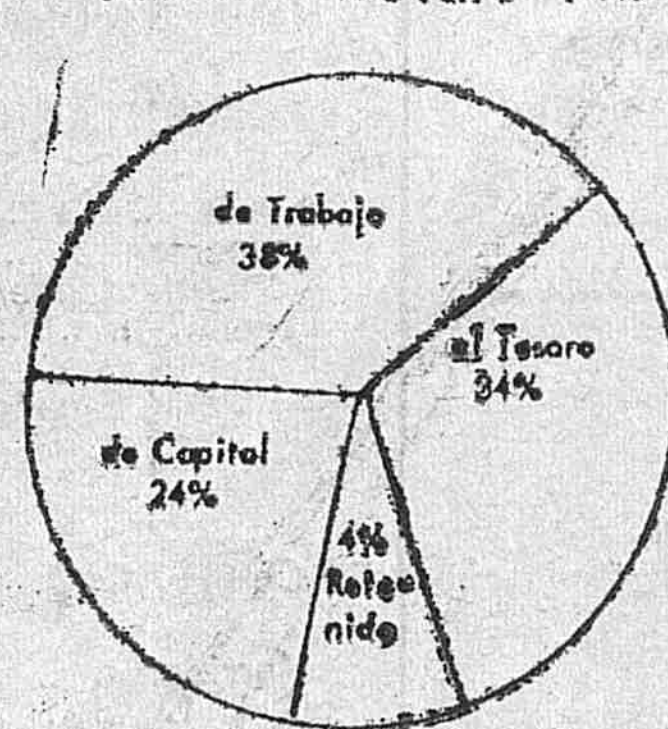 de Trabajo
38%
al Tesoro
34%
de Capital
24%
4%
Rete
nido